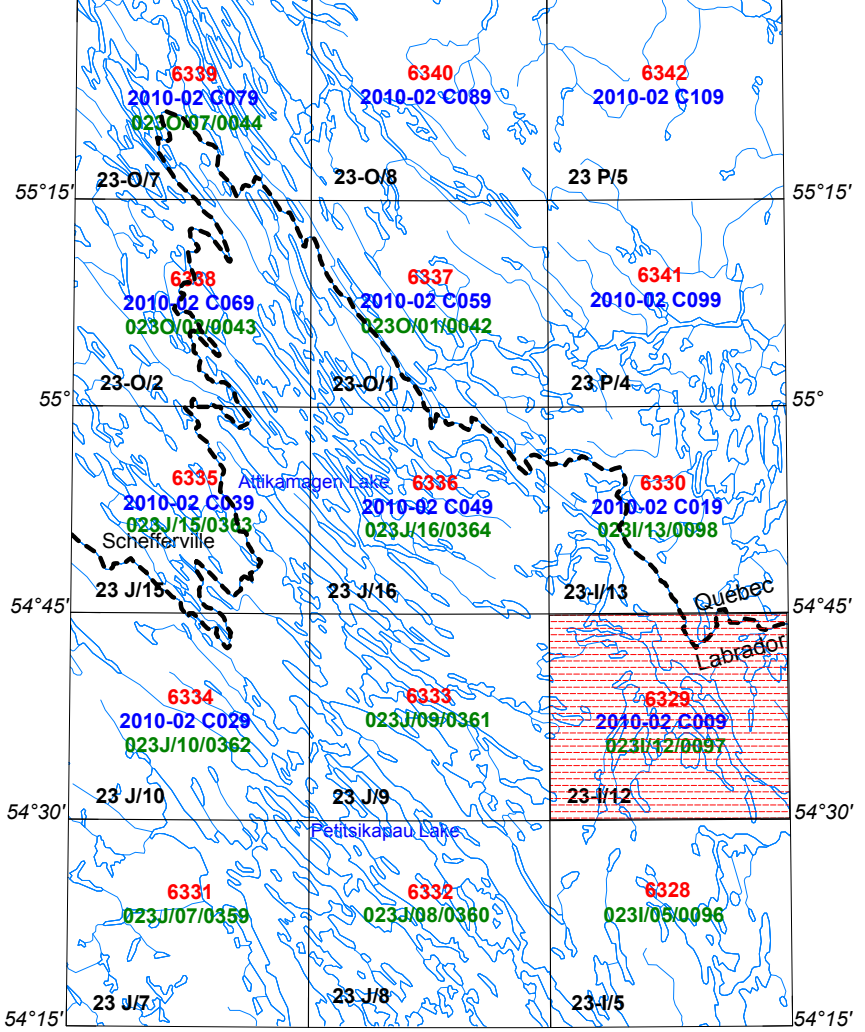 6339
2010-02 C079
023O/07/0044
23-O/7
6340
2010-02 C089
23-O/8
6342
2010-02 C109
23 P/5
55°15'
55°15'
6338
2010-02 C069
023O/02/0043
23-O/2
6337
2010-02 C059
023O/01/0042
23-O/1
6341
2010-02 C099
23 P/4
55°
55°
6335
2010-02 C039
023J/15/0363
Schefferville
23 J/15
Attikamagen Lake
6336
2010-02 C049
023J/16/0364
23 J/16
6330
2010-02 C019
023I/13/0098
23-I/13
Québec
Labrador
54°45'
54°45'
6334
2010-02 C029
023J/10/0362
23 J/10
6333
023J/09/0361
23 J/9
6329
2010-02 C009
023I/12/0097
23-I/12
54°30'
54°30'
Petitsikapau Lake
6331
023J/07/0359
23 J/7
6332
023J/08/0360
23 J/8
6328
023I/05/0096
23-I/5
54°15'
54°15'